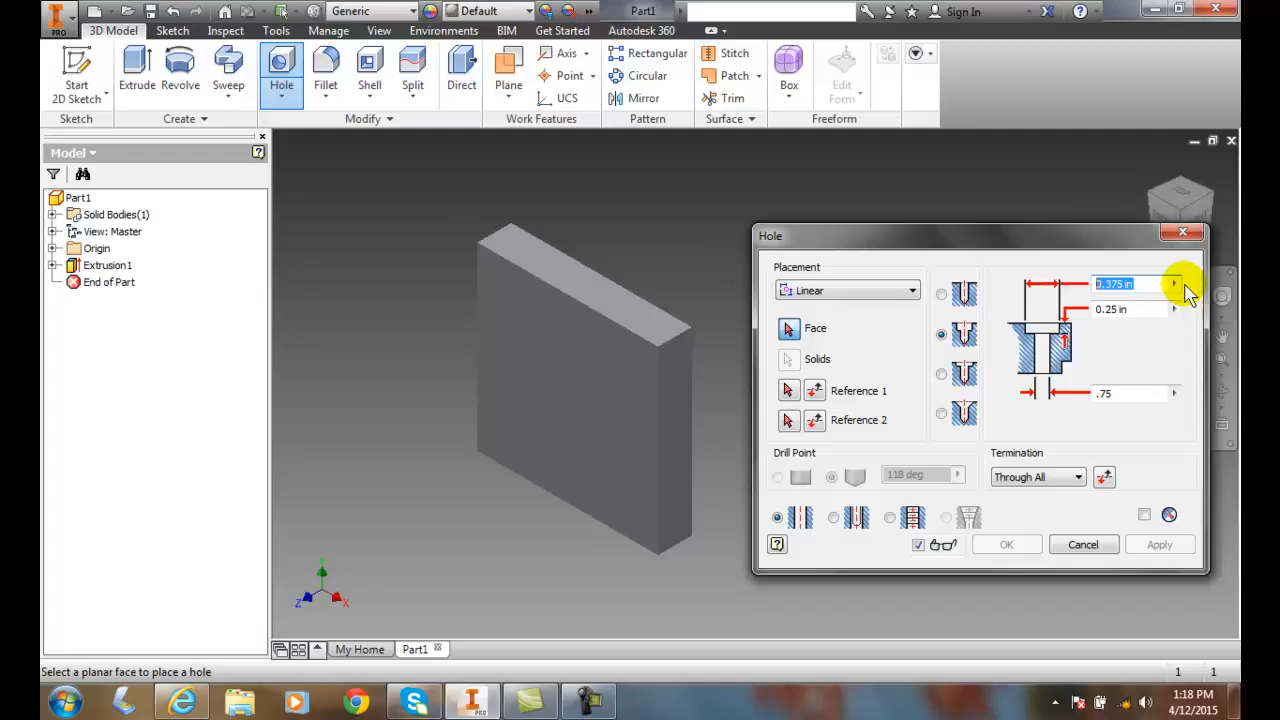 Generic
Default
Part1
Sign In
PRO
3D Model
Sketch
Inspect
Tools
Manage
View
Environments
BIM
Get Started
Autodesk 360
Start
2D Sketch
Extrude
Revolve
Sweep
Hole
Fillet
Shell
Split
Direct
Plane
Axis
Point
UCS
Rectangular
Circular
Mirror
Stitch
Patch
Trim
Box
Edit
Form
Sketch
Create
Modify
Work Features
Pattern
Surface
Freeform
Model
Part1
Solid Bodies(1)
View: Master
Origin
Extrusion1
End of Part
TOP
Hole
Placement
Linear
Face
Solids
Reference 1
Reference 2
0.375 in
0.25 in
.75
Drill Point
118 deg
Termination
Through All
OK
Cancel
Apply
Z
X
My Home
Part1
Select a planar face to place a hole
1
1
1:18 PM
4/12/2015